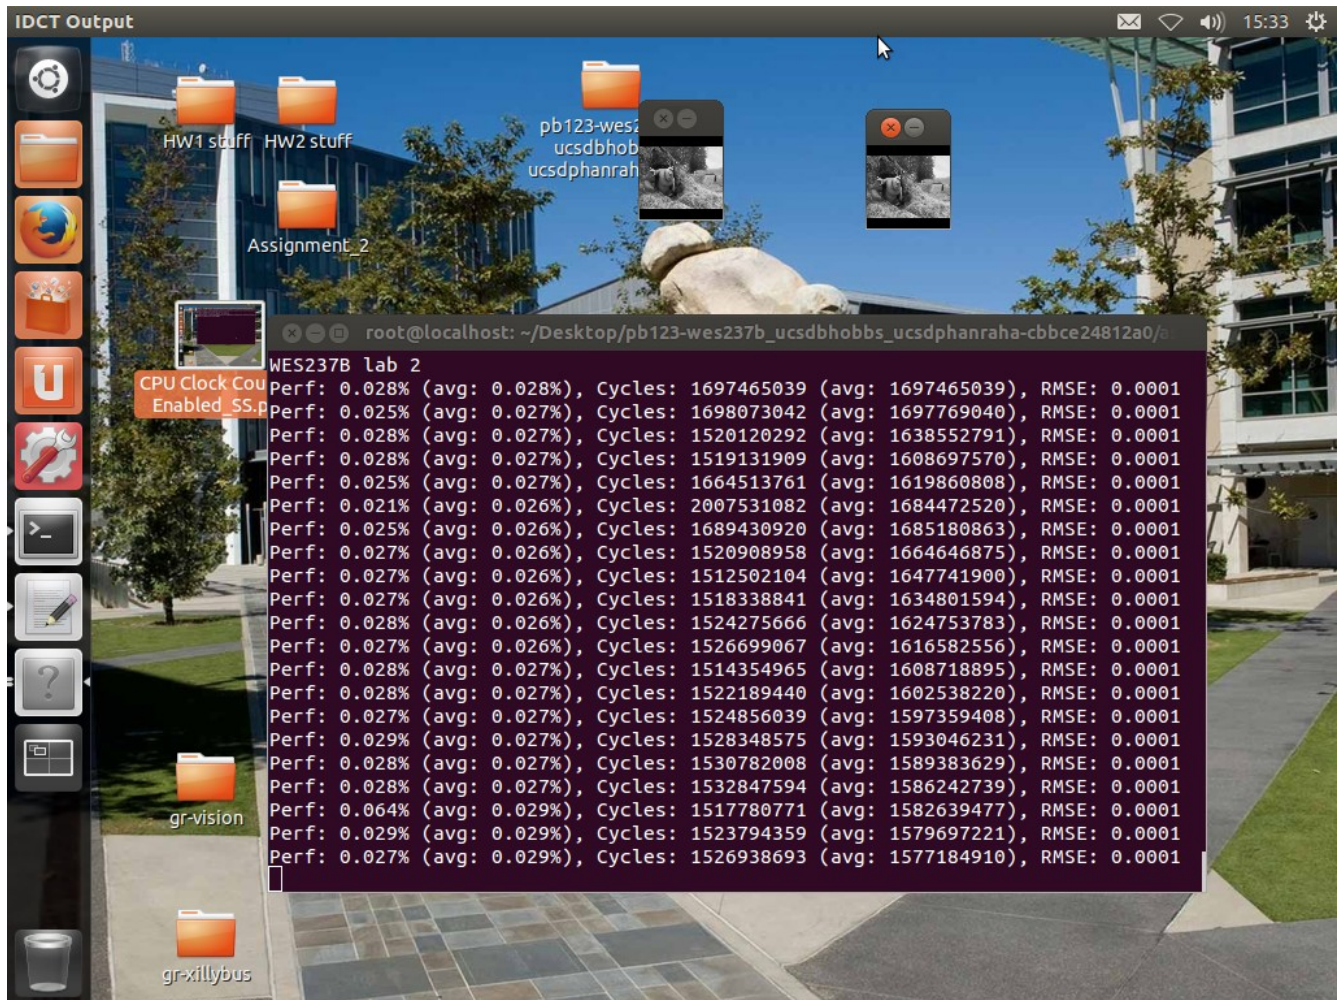 IDCT Output
15:33
HW1 stuff
HW2 stuff
pb123-wes2
ucsdbhob
ucsdphanrah
Assignment_2
root@localhost: ~/Desktop/pb123-wes237b_ucsdbhobbs_ucsdphanraha-cbbce24812a0/a
CPU Clock Cou
Enabled_SS.p
WES237B lab 2
Perf: 0.028% (avg: 0.028%), Cycles: 1697465039 (avg: 1697465039), RMSE: 0.0001
Perf: 0.025% (avg: 0.027%), Cycles: 1698073042 (avg: 1697769040), RMSE: 0.0001
Perf: 0.028% (avg: 0.027%), Cycles: 1520120292 (avg: 1638552791), RMSE: 0.0001
Perf: 0.028% (avg: 0.027%), Cycles: 1519131909 (avg: 1608697570), RMSE: 0.0001
Perf: 0.025% (avg: 0.027%), Cycles: 1664513761 (avg: 1619860808), RMSE: 0.0001
Perf: 0.021% (avg: 0.026%), Cycles: 2007531082 (avg: 1684472520), RMSE: 0.0001
Perf: 0.025% (avg: 0.026%), Cycles: 1689430920 (avg: 1685180863), RMSE: 0.0001
Perf: 0.027% (avg: 0.026%), Cycles: 1520908958 (avg: 1664646875), RMSE: 0.0001
Perf: 0.027% (avg: 0.026%), Cycles: 1512502104 (avg: 1647741900), RMSE: 0.0001
Perf: 0.027% (avg: 0.026%), Cycles: 1518338841 (avg: 1634801594), RMSE: 0.0001
Perf: 0.028% (avg: 0.026%), Cycles: 1524275666 (avg: 1624753783), RMSE: 0.0001
Perf: 0.027% (avg: 0.026%), Cycles: 1526699067 (avg: 1616582556), RMSE: 0.0001
Perf: 0.028% (avg: 0.027%), Cycles: 1514354965 (avg: 1608718895), RMSE: 0.0001
Perf: 0.028% (avg: 0.027%), Cycles: 1522189440 (avg: 1602538220), RMSE: 0.0001
Perf: 0.027% (avg: 0.027%), Cycles: 1524856039 (avg: 1597359408), RMSE: 0.0001
Perf: 0.029% (avg: 0.027%), Cycles: 1528348575 (avg: 1593046231), RMSE: 0.0001
Perf: 0.028% (avg: 0.027%), Cycles: 1530782008 (avg: 1589383629), RMSE: 0.0001
Perf: 0.028% (avg: 0.027%), Cycles: 1532847594 (avg: 1586242739), RMSE: 0.0001
Perf: 0.064% (avg: 0.029%), Cycles: 1517780771 (avg: 1582639477), RMSE: 0.0001
Perf: 0.029% (avg: 0.029%), Cycles: 1523794359 (avg: 1579697221), RMSE: 0.0001
Perf: 0.027% (avg: 0.029%), Cycles: 1526938693 (avg: 1577184910), RMSE: 0.0001
gr-vision
gr-xillybus